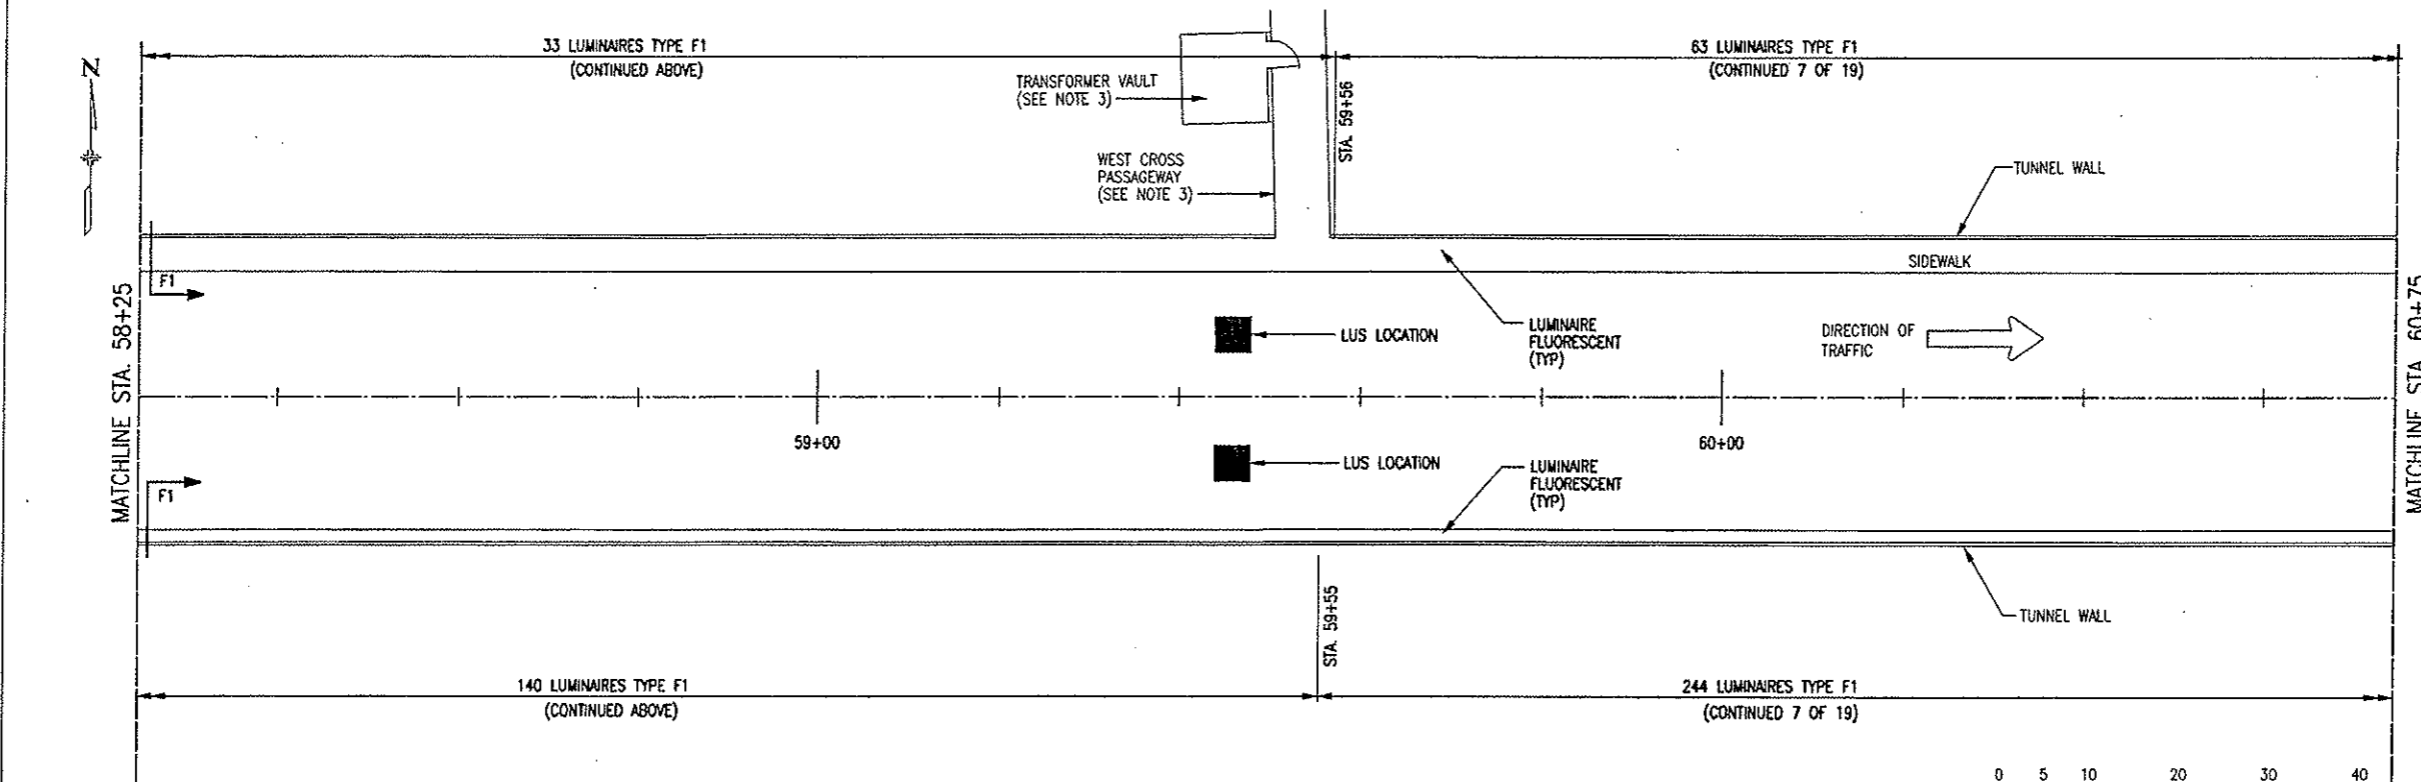 33 LUMINAIRES TYPE F1
(CONTINUED ABOVE)
63 LUMINAIRES TYPE F1
(CONTINUED 7 OF 19)
N
TRANSFORMER VAULT
(SEE NOTE 3)
STA. 59+56
WEST CROSS
PASSAGEWAY
(SEE NOTE 3)
TUNNEL WALL
SIDEWALK
F1
MATCHLINE STA. 58+25
LUS LOCATION
LUMINAIRE
FLUORESCENT
(TYP)
DIRECTION OF
TRAFFIC
MATCHLINE STA. 60+75
59+00
60+00
F1
LUS LOCATION
LUMINAIRE
FLUORESCENT
(TYP)
STA. 59+55
TUNNEL WALL
140 LUMINAIRES TYPE F1
(CONTINUED ABOVE)
244 LUMINAIRES TYPE F1
(CONTINUED 7 OF 19)
0 5 10 20 30 40